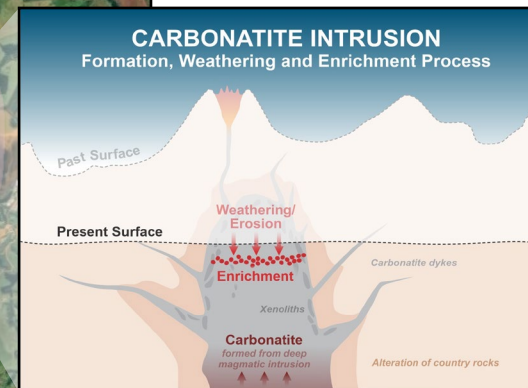 CARBONATITE INTRUSION
Formation, Weathering and Enrichment Process
Past Surface
Weathering/
Erosion
Present Surface
Enrichment
Carbonatite dykes
Xenoliths
Carbonatite
formed from deep
magmatic intrusion
Alteration of country rocks